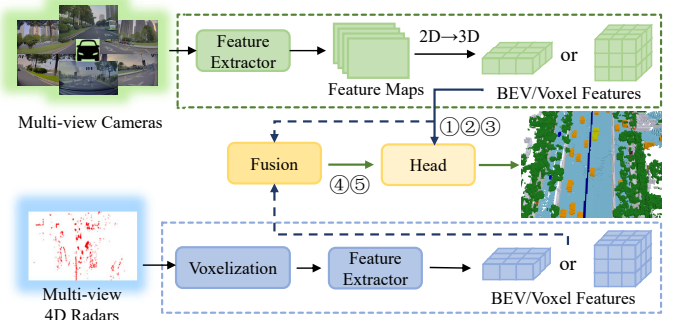 Feature
Extractor
2D→3D
or
Feature Maps
BEV/Voxel Features
Multi-view Cameras
①②③
Fusion
Head
④⑤
Voxelization
Feature
Extractor
or
BEV/Voxel Features
Multi-view
4D Radars